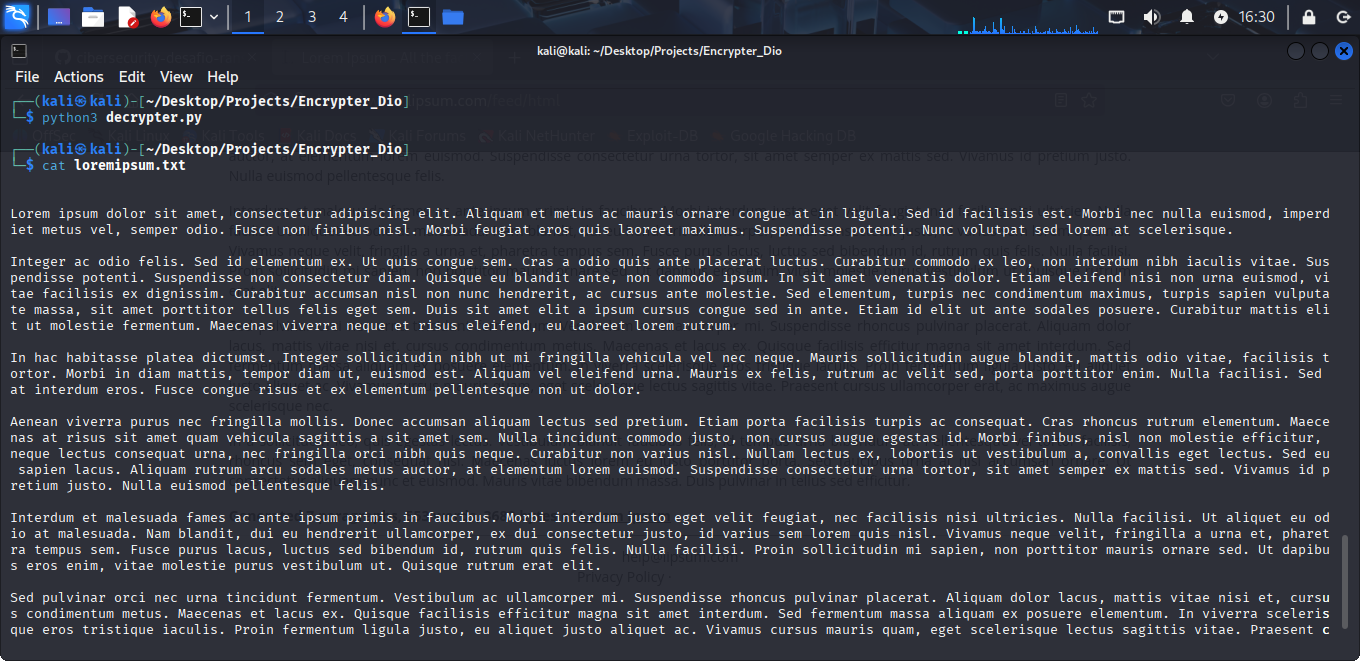 1 2 3 4 16:30
kali@kali: ~/Desktop/Projects/Encrypter_Dio
File Actions Edit View Help
┌──(kali㉿kali)-[~/Desktop/Projects/Encrypter_Dio]
└─$ python3 decrypter.py
┌──(kali㉿kali)-[~/Desktop/Projects/Encrypter_Dio]
└─$ cat loremipsum.txt
Lorem ipsum dolor sit amet, consectetur adipiscing elit. Aliquam et metus ac mauris ornare congue at in ligula. Sed id facilisis est. Morbi nec nulla euismod, imperd
iet metus vel, semper odio. Fusce non finibus nisl. Morbi feugiat eros quis laoreet maximus. Suspendisse potenti. Nunc volutpat sed lorem at scelerisque.
Integer ac odio felis. Sed id elementum ex. Ut quis congue sem. Cras a odio quis ante placerat luctus. Curabitur commodo ex leo, non interdum nibh iaculis vitae. Sus
pendisse potenti. Suspendisse non consectetur diam. Quisque eu blandit ante, non commodo ipsum. In sit amet venenatis dolor. Etiam eleifend nisi non urna euismod, vi
tae facilisis ex dignissim. Curabitur accumsan nisl non nunc hendrerit, ac cursus ante molestie. Sed elementum, turpis nec condimentum maximus, turpis sapien vulputa
te massa, sit amet porttitor tellus felis eget sem. Duis sit amet elit a ipsum cursus congue sed in ante. Etiam id elit ut ante sodales posuere. Curabitur mattis eli
t ut molestie fermentum. Maecenas viverra neque et risus eleifend, eu laoreet lorem rutrum.
In hac habitasse platea dictumst. Integer sollicitudin nibh ut mi fringilla vehicula vel nec neque. Mauris sollicitudin augue blandit, mattis odio vitae, facilisis t
ortor. Morbi in diam mattis, tempor diam ut, euismod est. Aliquam vel eleifend urna. Mauris ex felis, rutrum ac velit sed, porta porttitor enim. Nulla facilisi. Sed
at interdum eros. Fusce congue risus et ex elementum pellentesque non ut dolor.
Aenean viverra purus nec fringilla mollis. Donec accumsan aliquam lectus sed pretium. Etiam porta facilisis turpis ac consequat. Cras rhoncus rutrum elementum. Maece
nas at risus sit amet quam vehicula sagittis a sit amet sem. Nulla tincidunt commodo justo, non cursus augue egestas id. Morbi finibus, nisl non molestie efficitur,
neque lectus consequat urna, nec fringilla orci nibh quis neque. Curabitur non varius nisl. Nullam lectus ex, lobortis ut vestibulum a, convallis eget lectus. Sed eu
 sapien lacus. Aliquam rutrum arcu sodales metus auctor, at elementum lorem euismod. Suspendisse consectetur urna tortor, sit amet semper ex mattis sed. Vivamus id p
retium justo. Nulla euismod pellentesque felis.
Interdum et malesuada fames ac ante ipsum primis in faucibus. Morbi interdum justo eget velit feugiat, nec facilisis nisi ultricies. Nulla facilisi. Ut aliquet eu od
io at malesuada. Nam blandit, dui eu hendrerit ullamcorper, ex dui consectetur justo, id varius sem lorem quis nisl. Vivamus neque velit, fringilla a urna et, pharet
ra tempus sem. Fusce purus lacus, luctus sed bibendum id, rutrum quis felis. Nulla facilisi. Proin sollicitudin mi sapien, non porttitor mauris ornare sed. Ut dapibu
s eros enim, vitae molestie purus vestibulum ut. Quisque rutrum erat elit.
Sed pulvinar orci nec urna tincidunt fermentum. Vestibulum ac ullamcorper mi. Suspendisse rhoncus pulvinar placerat. Aliquam dolor lacus, mattis vitae nisi et, cursu
s condimentum metus. Maecenas et lacus ex. Quisque facilisis efficitur magna sit amet interdum. Sed fermentum massa aliquam ex posuere elementum. In viverra sceleris
que eros tristique iaculis. Proin fermentum ligula justo, eu aliquet justo aliquet ac. Vivamus cursus mauris quam, eget scelerisque lectus sagittis vitae. Praesent c